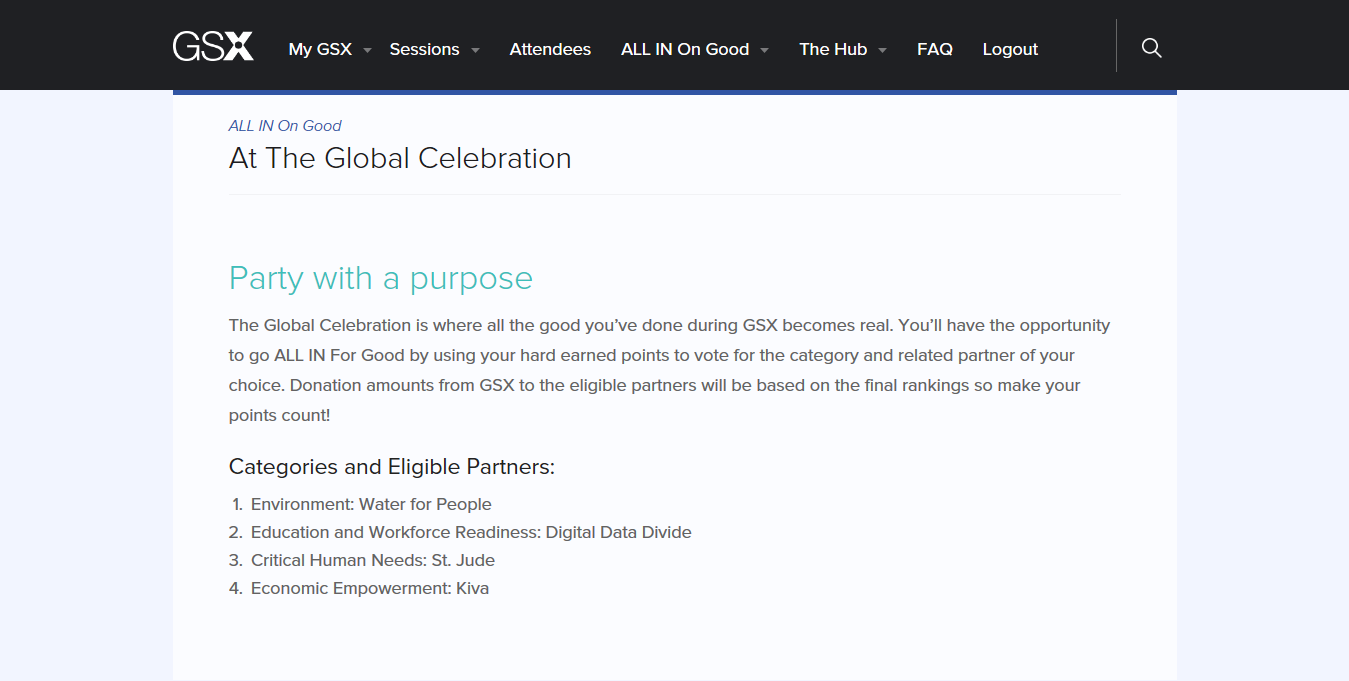 GSX My GSX Sessions Attendees ALL IN On Good The Hub FAQ Logout
ALL IN On Good
At The Global Celebration
Party with a purpose
The Global Celebration is where all the good you’ve done during GSX becomes real. You’ll have the opportunity
to go ALL IN For Good by using your hard earned points to vote for the category and related partner of your
choice. Donation amounts from GSX to the eligible partners will be based on the final rankings so make your
points count!
Categories and Eligible Partners:
1. Environment: Water for People
2. Education and Workforce Readiness: Digital Data Divide
3. Critical Human Needs: St. Jude
4. Economic Empowerment: Kiva